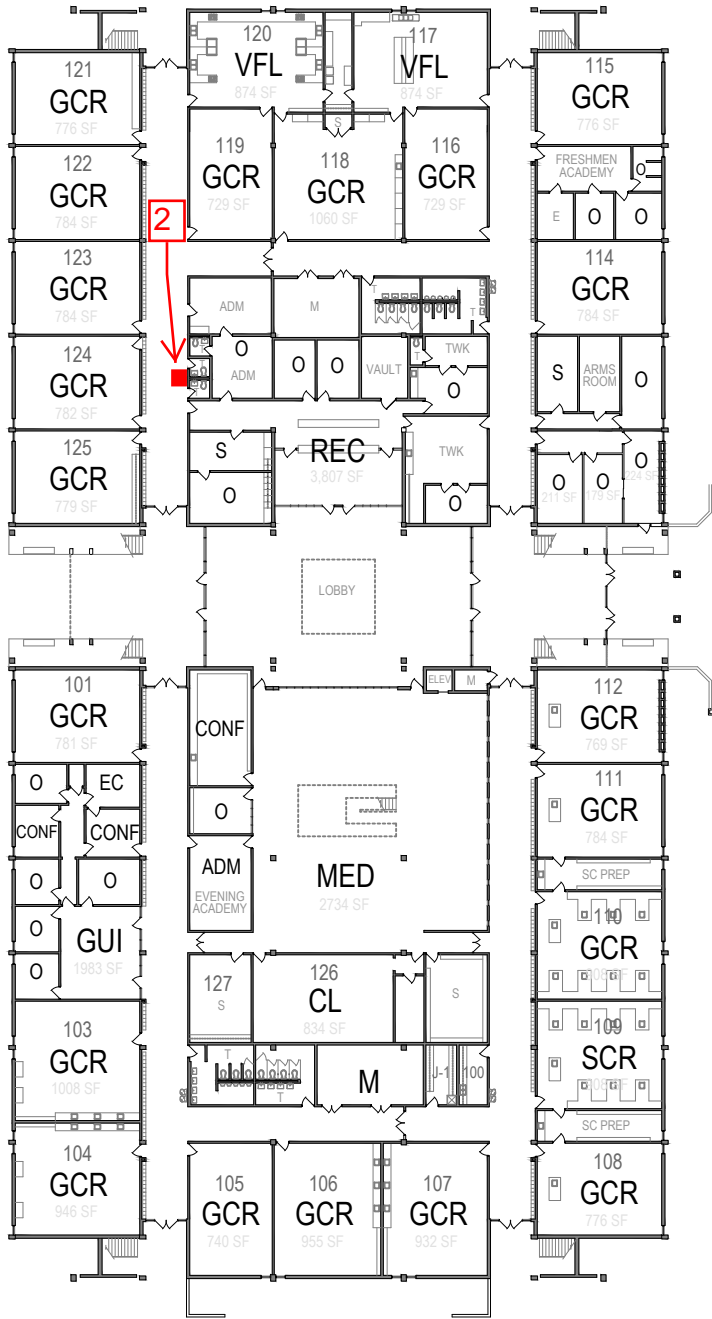 120
VFL
874 SF
117
VFL
874 SF
121
GCR
776 SF
115
GCR
776 SF
S
119
GCR
729 SF
118
GCR
1060 SF
116
GCR
729 SF
122
GCR
784 SF
FRESHMEN
ACADEMY
O
E
O
O
2
123
GCR
784 SF
114
GCR
784 SF
ADM
M
T
T
124
GCR
782 SF
T
O
ADM
O
O
VAULT
T
TWK
O
S
ARMS
ROOM
O
125
GCR
779 SF
S
O
REC
3,807 SF
TWK
O
O
211 SF
O
179 SF
O
224 SF
LOBBY
101
GCR
781 SF
CONF
ELEV
M
112
GCR
769 SF
O
EC
CONF
CONF
O
O
O
111
GCR
784 SF
ADM
EVENING
ACADEMY
MED
2734 SF
SC PREP
O
GUI
1983 SF
O
110
GCR
127
S
126
CL
834 SF
S
103
GCR
1008 SF
109
SCR
T
T
M
J-1
100
SC PREP
104
GCR
946 SF
105
GCR
740 SF
106
GCR
955 SF
107
GCR
932 SF
108
GCR
776 SF